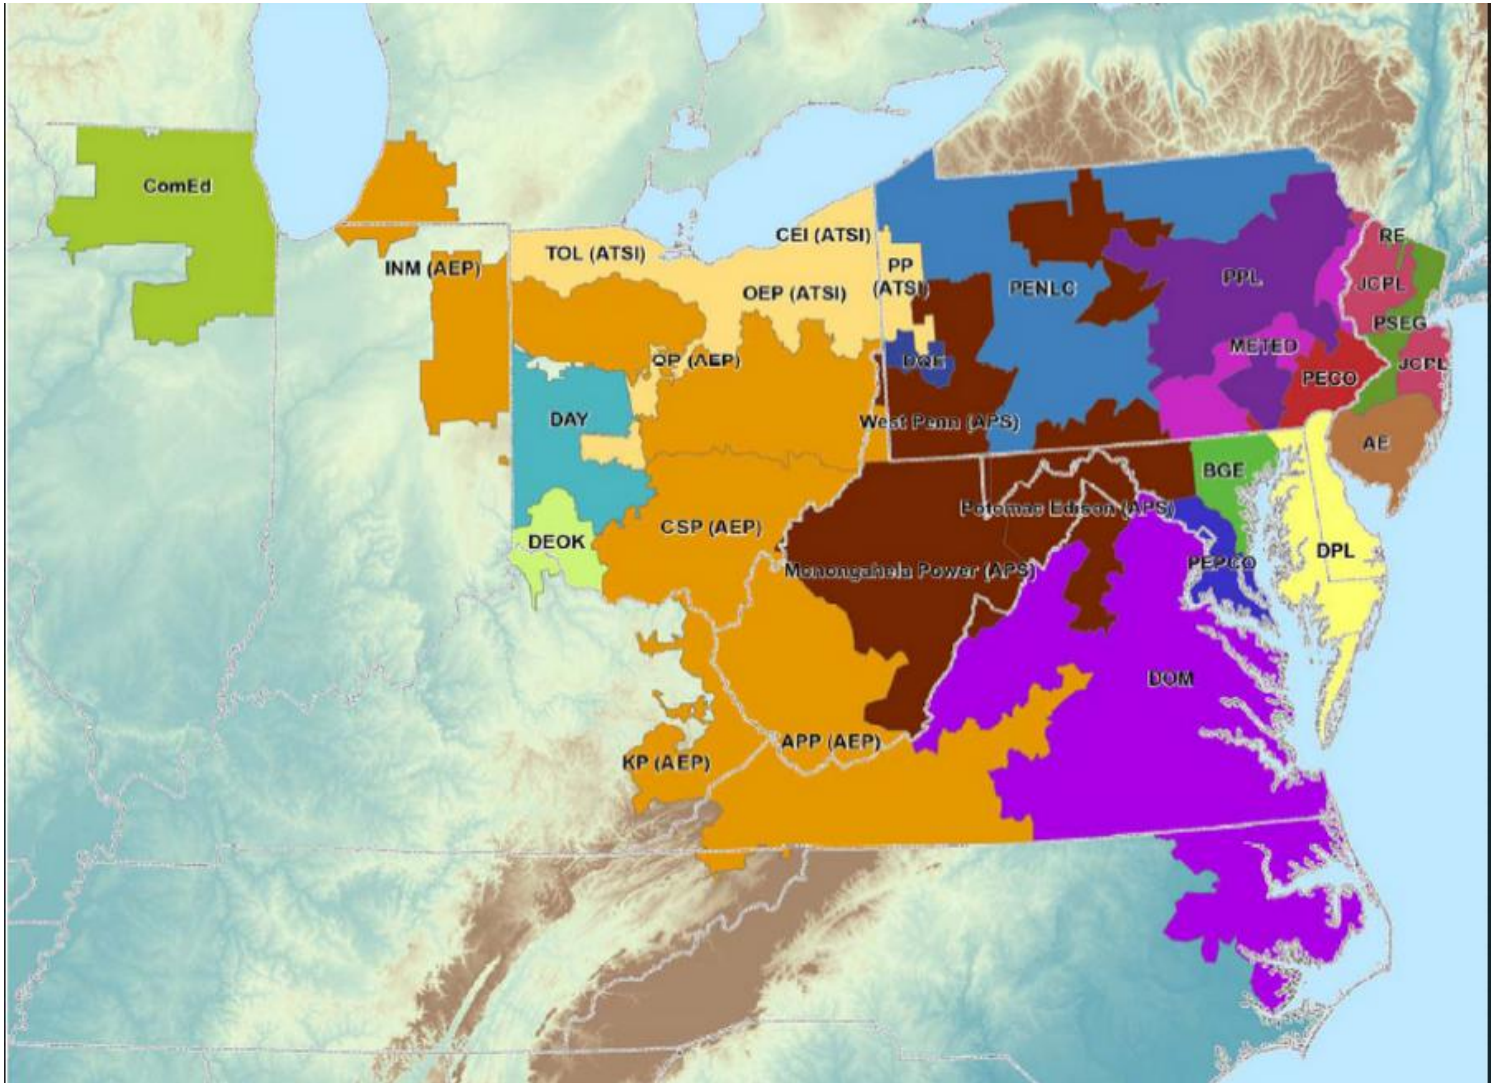 ComEd
INM (AEP)
TOL (ATSI)
CEI (ATSI)
OEP (ATSI)
PP
(ATSI)
PENLC
PPL
RE
JCPL
PSEG
METED
JCPL
PECO
OP (AEP)
DQE
DAY
West Penn (APS)
AE
BGE
CSP (AEP)
Potomac Edison (APS)
DEOK
DPL
Monongahela Power (APS)
PEPCO
DOM
APP (AEP)
KP (AEP)